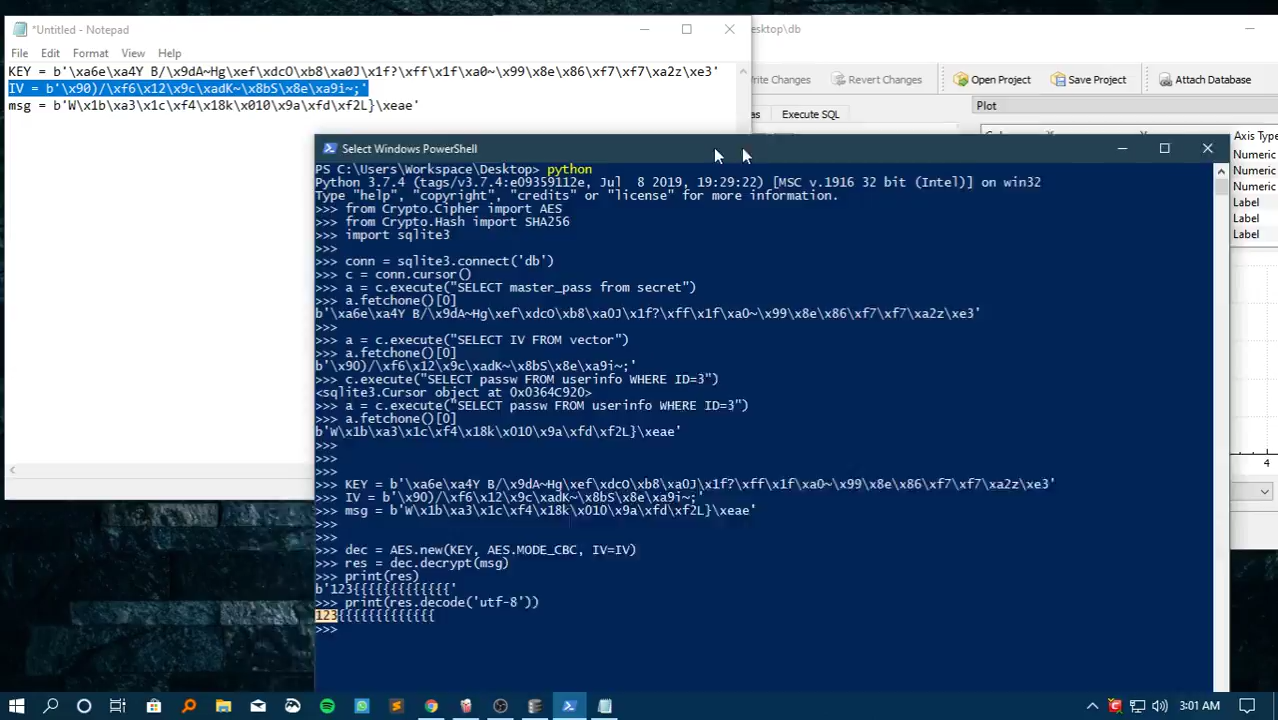 *Untitled - Notepad
esktop\db
File Edit Format View Help
KEY = b'\xa6e\xa4Y B/\x9dA~Hg\xef\xdcO\xb8\xa0J\x1f?\xff\x1f\xa0~\x99\x8e\x86\xf7\xf7\xa2z\xe3'
IV = b'\x90)/\xf6\x12\x9c\xadK~\x8bS\x8e\xa9i~;'
msg = b'W\x1b\xa3\x1c\xf4\x18k\x010\x9a\xfd\xf2L}\xeae'
Write Changes Revert Changes Open Project Save Project Attach Database
Execute SQL
Plot
Axis Type
Numeric
Numeric
Numeric
Label
Label
Label
4
Select Windows PowerShell
PS C:\Users\Workspace\Desktop> python
Python 3.7.4 (tags/v3.7.4:e09359112e, Jul 8 2019, 19:29:22) [MSC v.1916 32 bit (Intel)] on win32
Type "help", "copyright", "credits" or "license" for more information.
>>> from Crypto.Cipher import AES
>>> from Crypto.Hash import SHA256
>>> import sqlite3
>>>
>>> conn = sqlite3.connect('db')
>>> c = conn.cursor()
>>> a = c.execute("SELECT master_pass from secret")
>>> a.fetchone()[0]
b'\xa6e\xa4Y B/\x9dA~Hg\xef\xdcO\xb8\xa0J\x1f?\xff\x1f\xa0~\x99\x8e\x86\xf7\xf7\xa2z\xe3'
>>>
>>> a = c.execute("SELECT IV FROM vector")
>>> a.fetchone()[0]
b'\x90)/\xf6\x12\x9c\xadK~\x8bS\x8e\xa9i~;'
>>> c.execute("SELECT passw FROM userinfo WHERE ID=3")
<sqlite3.Cursor object at 0x0364C920>
>>> a = c.execute("SELECT passw FROM userinfo WHERE ID=3")
>>> a.fetchone()[0]
b'W\x1b\xa3\x1c\xf4\x18k\x010\x9a\xfd\xf2L}\xeae'
>>>
>>>
>>>
>>> KEY = b'\xa6e\xa4Y B/\x9dA~Hg\xef\xdcO\xb8\xa0J\x1f?\xff\x1f\xa0~\x99\x8e\x86\xf7\xf7\xa2z\xe3'
>>> IV = b'\x90)/\xf6\x12\x9c\xadK~\x8bS\x8e\xa9i~;'
>>> msg = b'W\x1b\xa3\x1c\xf4\x18k\x010\x9a\xfd\xf2L}\xeae'
>>>
>>>
>>> dec = AES.new(KEY, AES.MODE_CBC, IV=IV)
>>> res = dec.decrypt(msg)
>>> print(res)
b'123{{{{{{{{{{{{{'
>>> print(res.decode('utf-8'))
123{{{{{{{{{{{{{
>>>
3:01 AM